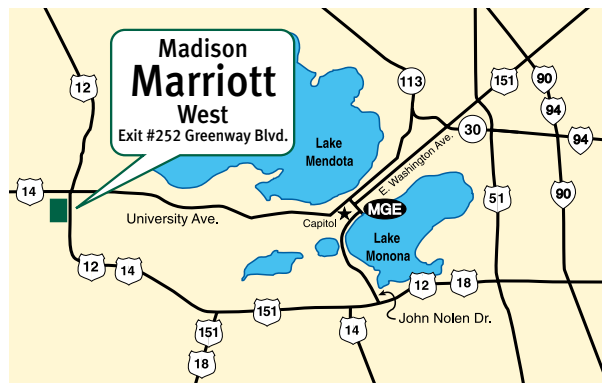 Madison
Marriott
West
Exit #252 Greenway Blvd.
12
113
151
90
94
30
94
Lake
Mendota
E. Washington Ave.
14
University Ave.
Capitol
MGE
51
90
Lake
Monona
12
14
12
18
151
151
14
John Nolen Dr.
18